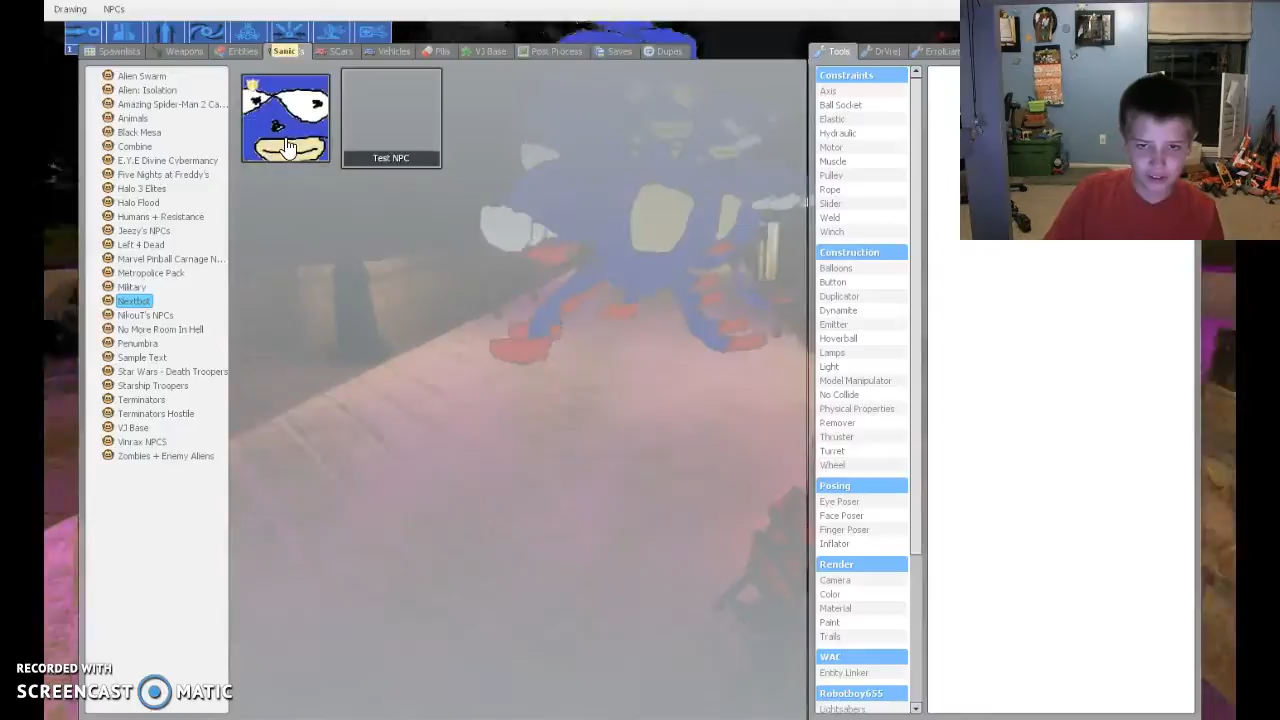 Drawing NPCs
1
Spawnlists Weapons Entities Sanic SCars Vehicles Pills VJ Base Post Process Saves Dupes
Tools DrVrej
Alien Swarm
Alien: Isolation
Amazing Spider-Man 2 Ca...
Animals
Black Mesa
Combine
E.Y.E Divine Cybermancy
Five Nights at Freddy's
Halo 3 Elites
Halo Flood
Humans + Resistance
Jeezy's NPCs
Left 4 Dead
Marvel Pinball Carnage N...
Metropolice Pack
Military
Nextbot
NikouT's NPCs
No More Room In Hell
Penumbra
Sample Text
Star Wars - Death Troopers
Starship Troopers
Terminators
Terminators Hostile
VJ Base
Vinrax NPCS
Zombies + Enemy Aliens
Test NPC
Constraints
Axis
Ball Socket
Elastic
Hydraulic
Motor
Muscle
Pulley
Rope
Slider
Weld
Winch
Construction
Balloons
Button
Duplicator
Dynamite
Emitter
Hoverball
Lamps
Light
Model Manipulator
No Collide
Physical Properties
Remover
Thruster
Turret
Wheel
Posing
Eye Poser
Face Poser
Finger Poser
Inflator
Render
Camera
Color
Material
Paint
Trails
WAC
Entity Linker
Robotboy655
Lightsabers
RECORDED WITH
SCREENCAST MATIC